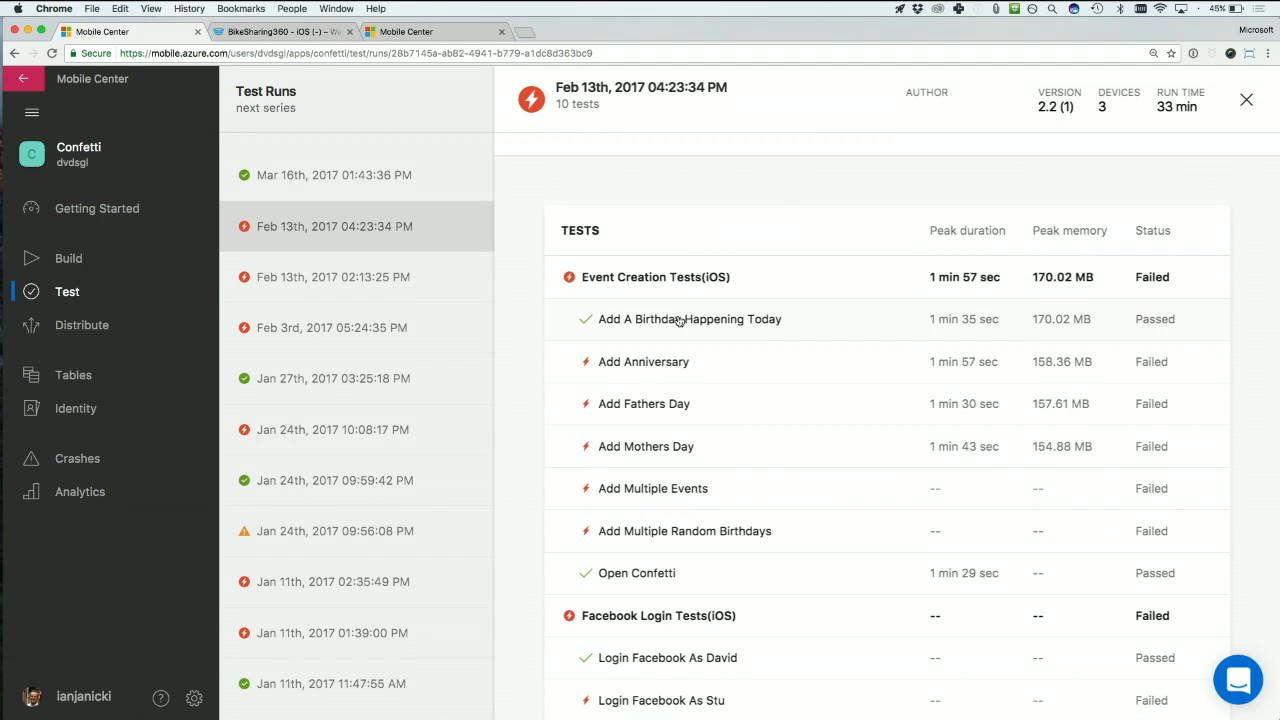 Chrome File Edit View History Bookmarks People Window Help 45%
Mobile Center BikeSharing360 - iOS (-) – W Mobile Center Microsoft
Secure https://mobile.azure.com/users/dvdsgl/apps/confetti/test/runs/28b7145a-ab82-4941-b779-a1dc8d363bc9
Mobile Center
C
Confetti
dvdsgl
Getting Started
Build
Test
Distribute
Tables
Identity
Crashes
Analytics
ianjanicki
Test Runs
next series
Mar 16th, 2017 01:43:36 PM
Feb 13th, 2017 04:23:34 PM
Feb 13th, 2017 02:13:25 PM
Feb 3rd, 2017 05:24:35 PM
Jan 27th, 2017 03:25:18 PM
Jan 24th, 2017 10:08:17 PM
Jan 24th, 2017 09:59:42 PM
Jan 24th, 2017 09:56:08 PM
Jan 11th, 2017 02:35:49 PM
Jan 11th, 2017 01:39:00 PM
Jan 11th, 2017 11:47:55 AM
Feb 13th, 2017 04:23:34 PM
10 tests
AUTHOR
VERSION
2.2 (1)
DEVICES
3
RUN TIME
33 min
TESTS Peak duration Peak memory Status
Event Creation Tests(iOS) 1 min 57 sec 170.02 MB Failed
Add A Birthday Happening Today 1 min 35 sec 170.02 MB Passed
Add Anniversary 1 min 57 sec 158.36 MB Failed
Add Fathers Day 1 min 30 sec 157.61 MB Failed
Add Mothers Day 1 min 43 sec 154.88 MB Failed
Add Multiple Events -- -- Failed
Add Multiple Random Birthdays -- -- Failed
Open Confetti 1 min 29 sec -- Passed
Facebook Login Tests(iOS) -- -- Failed
Login Facebook As David -- -- Passed
Login Facebook As Stu -- -- Failed